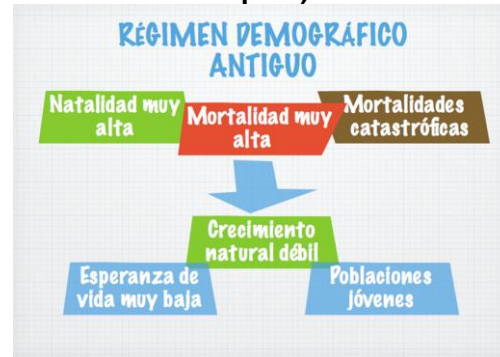 RÉGIMEN DEMOGRÁFICO
ANTIGUO
Natalidad muy
alta
Mortalidad muy
alta
Mortalidades
catastróficas
Crecimiento
natural débil
Esperanza de
vida muy baja
Poblaciones
jóvenes